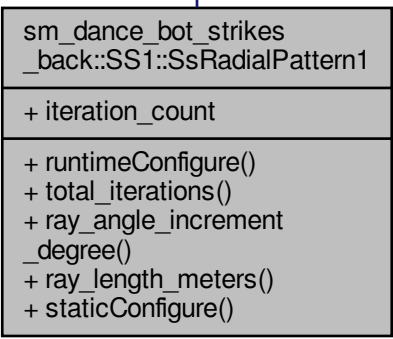 sm_dance_bot_strikes
_back::SS1::SsRadialPattern1
+ iteration_count
+ runtimeConfigure()
+ total_iterations()
+ ray_angle_increment
_degree()
+ ray_length_meters()
+ staticConfigure()